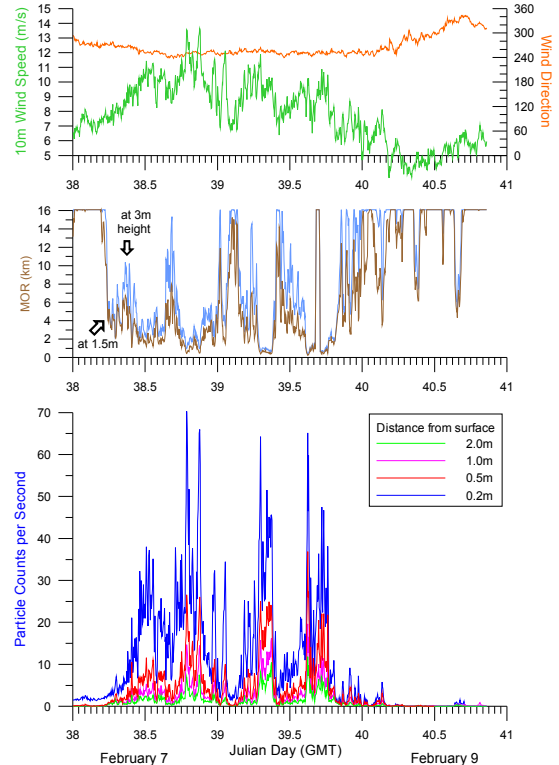 10m Wind Speed (m/s)
15
14
13
12
11
10
9
8
7
6
5
360
300
240
180
120
60
0
Wind Direction
38 38.5 39 39.5 40 40.5 41
MOR (km)
16
14
12
10
8
6
4
2
0
at 3m
height
at 1.5m
38 38.5 39 39.5 40 40.5 41
Particle Counts per Second
70
60
50
40
30
20
10
0
Distance from surface
2.0m
1.0m
0.5m
0.2m
38 38.5 39 39.5 40 40.5 41
February 7 Julian Day (GMT) February 9